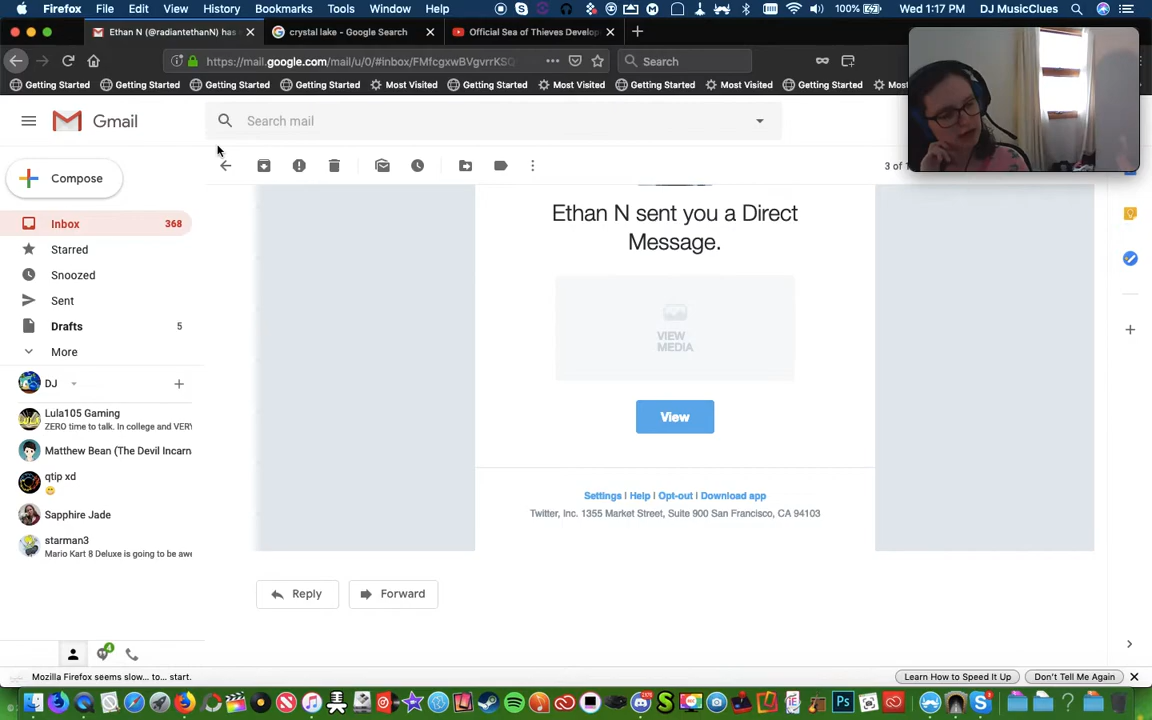 Firefox File Edit View History Bookmarks Tools Window Help 100% Wed 1:17 PM DJ MusicClues
Ethan N (@radiantethanN) has crystal lake - Google Search Official Sea of Thieves Develop
https://mail.google.com/mail/u/0/#inbox/FMfcgxwBVgvrrKSQ Search
Getting Started Getting Started Getting Started Getting Started Most Visited Getting Started Most Visited Getting Started Most Visited Getting Started Mos
Gmail Search mail
3 of 1
Compose
Inbox 368
Starred
Snoozed
Sent
Drafts 5
More
DJ
Lula105 Gaming
ZERO time to talk. In college and VERY
Matthew Bean (The Devil Incarn
qtip xd
Sapphire Jade
starman3
Mario Kart 8 Deluxe is going to be awe
Ethan N sent you a Direct
Message.
VIEW
MEDIA
View
Settings | Help | Opt-out | Download app
Twitter, Inc. 1355 Market Street, Suite 900 San Francisco, CA 94103
Reply Forward
4
Mozilla Firefox seems slow... to... start. Learn How to Speed It Up Don't Tell Me Again
Ps